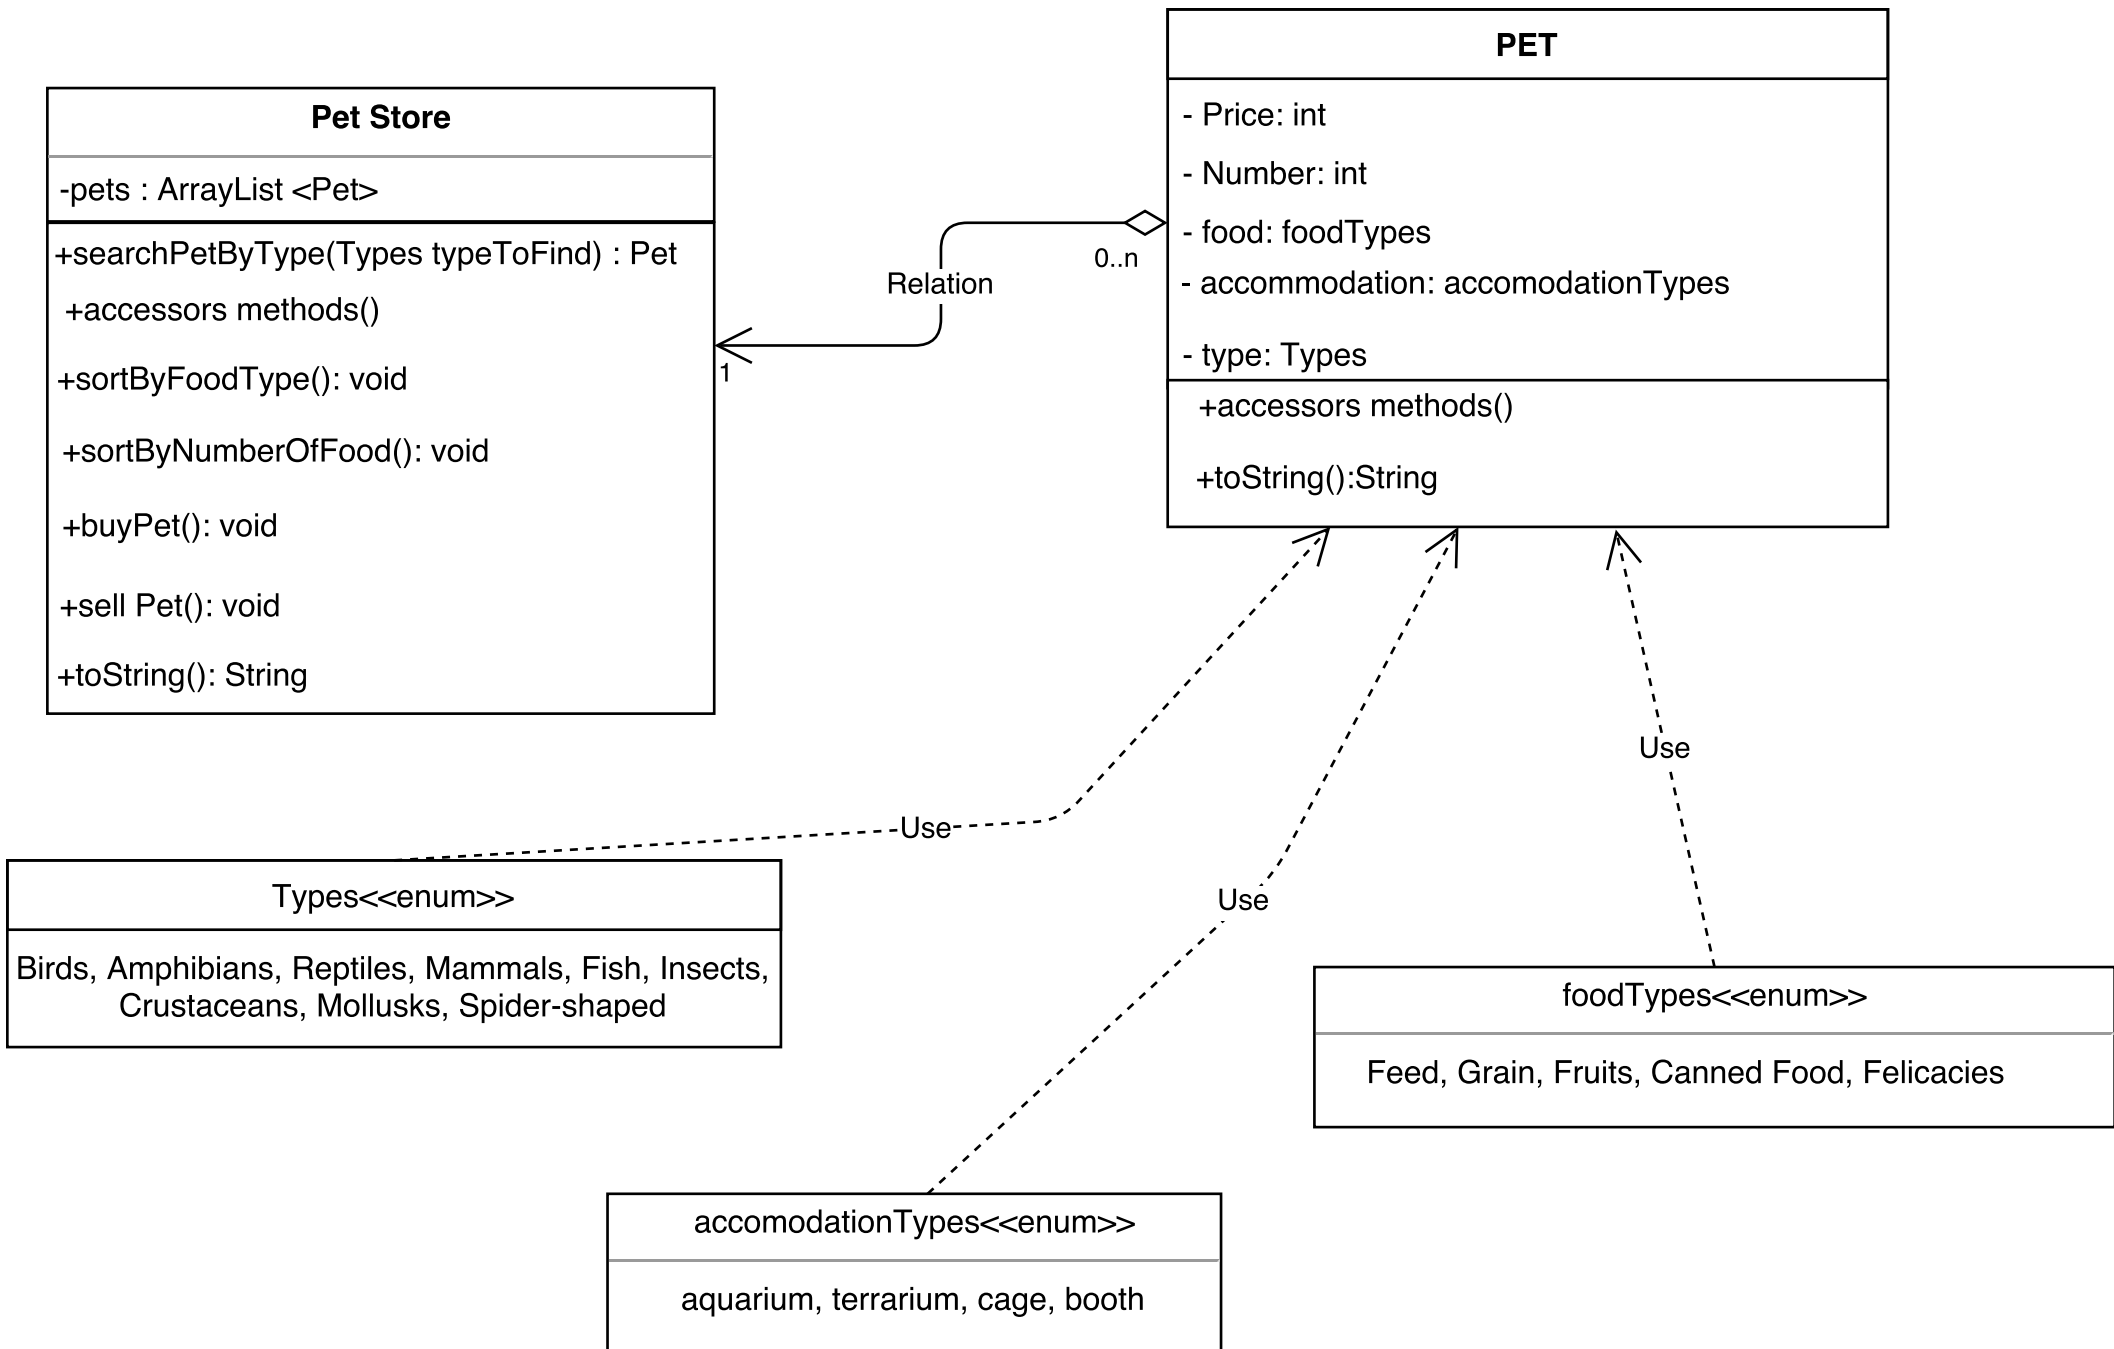 Pet Store
-pets : ArrayList <Pet>
+searchPetByType(Types typeToFind) : Pet
+accessors methods()
+sortByFoodType(): void
+sortByNumberOfFood(): void
+buyPet(): void
+sell Pet(): void
+toString(): String
Relation
0..n
1
PET
- Price: int
- Number: int
- food: foodTypes
- accommodation: accomodationTypes
- type: Types
+accessors methods()
+toString():String
Use
Use
Use
Types<<enum>>
Birds, Amphibians, Reptiles, Mammals, Fish, Insects,
Crustaceans, Mollusks, Spider-shaped
foodTypes<<enum>>
Feed, Grain, Fruits, Canned Food, Felicacies
accomodationTypes<<enum>>
aquarium, terrarium, cage, booth